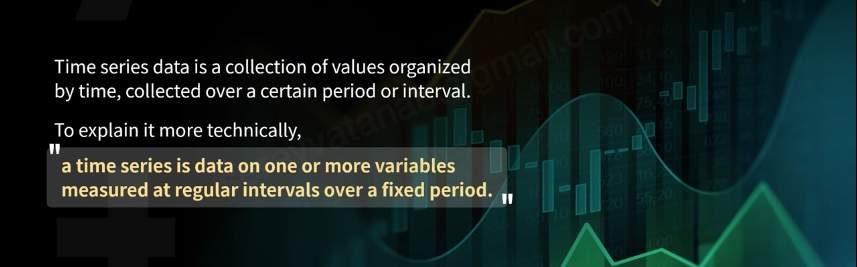 Time series data is a collection of values organized
by time, collected over a certain period or interval.
To explain it more technically,
"a time series is data on one or more variables
measured at regular intervals over a fixed period."